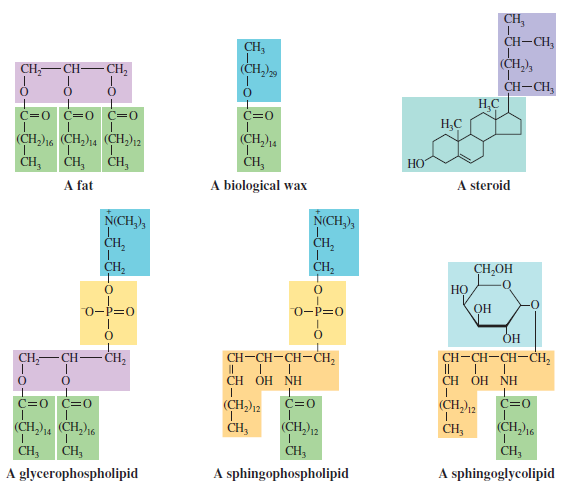 CH₂—CH—CH₂
O O O
C=O C=O C=O
(CH₂)₁₆ (CH₂)₁₄ (CH₂)₁₂
CH₃ CH₃ CH₃
A fat
CH₃
(CH₂)₂₉
O
C=O
(CH₂)₁₄
CH₃
A biological wax
CH₃
CH—CH₃
(CH₂)₃
CH—CH₃
H₃C
H₃C
HO
A steroid
N⁺(CH₃)₃
CH₂
CH₂
O
⁻O—P=O
O
CH₂—CH—CH₂
O O
C=O C=O
(CH₂)₁₄ (CH₂)₁₆
CH₃ CH₃
A glycerophospholipid
N⁺(CH₃)₃
CH₂
CH₂
O
⁻O—P=O
O
CH—CH—CH—CH₂
CH OH NH
(CH₂)₁₂ C=O
CH₃ (CH₂)₁₂
CH₃
A sphingophospholipid
CH₂OH
HO O O
OH
OH
CH—CH—CH—CH₂
CH OH NH
(CH₂)₁₂ C=O
CH₃ (CH₂)₁₆
CH₃
A sphingoglycolipid